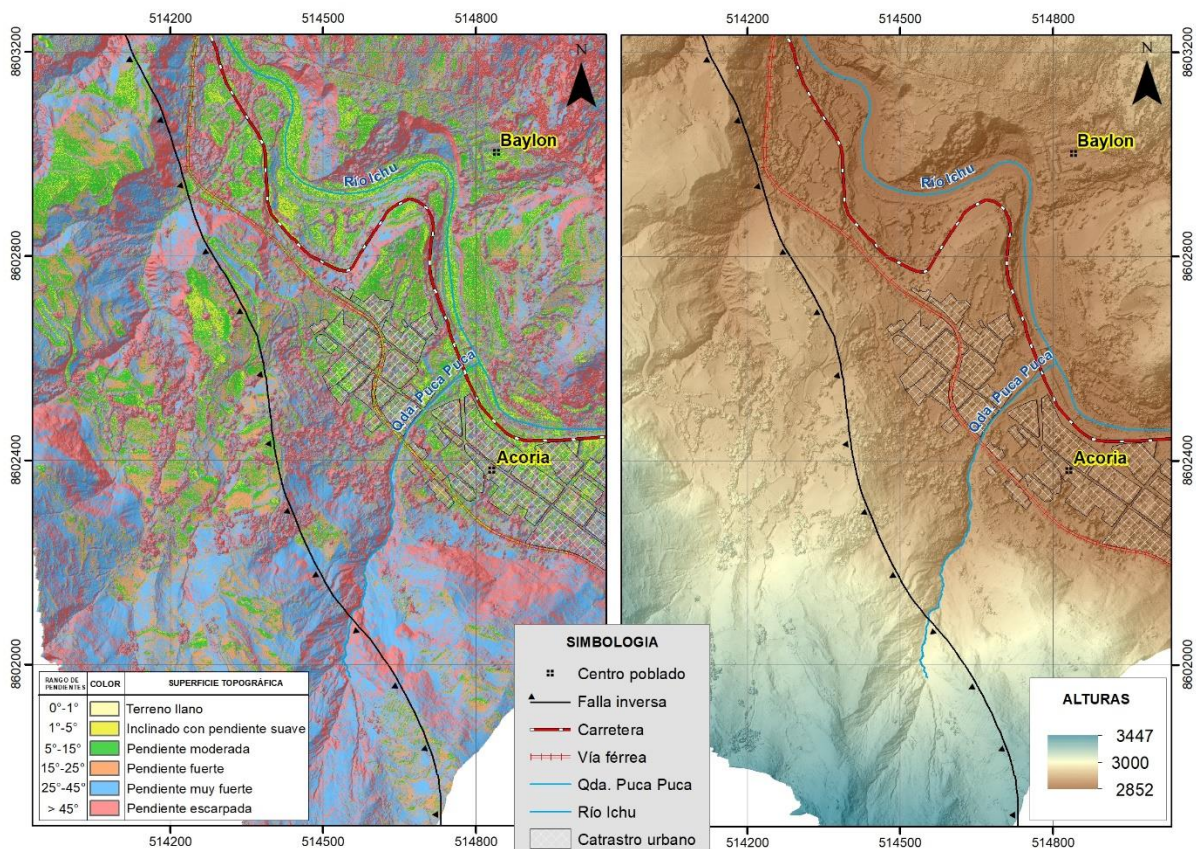 514200 514500 514800
514200 514500 514800
8603200
8602800
8602400
8602000
N
Baylon
Río Ichu
Qda. Puca Puca
Acoria
RANGO DE PENDIENTES COLOR SUPERFICIE TOPOGRÁFICA
0°-1° Terreno llano
1°-5° Inclinado con pendiente suave
5°-15° Pendiente moderada
15°-25° Pendiente fuerte
25°-45° Pendiente muy fuerte
> 45° Pendiente escarpada
514200 514500 514800
SIMBOLOGIA
Centro poblado
Falla inversa
Carretera
Vía férrea
Qda. Puca Puca
Río Ichu
Catrastro urbano
N
Baylon
Río Ichu
Qda. Puca Puca
Acoria
ALTURAS
3447
3000
2852
8603200
8602800
8602400
8602000
514200 514500 514800